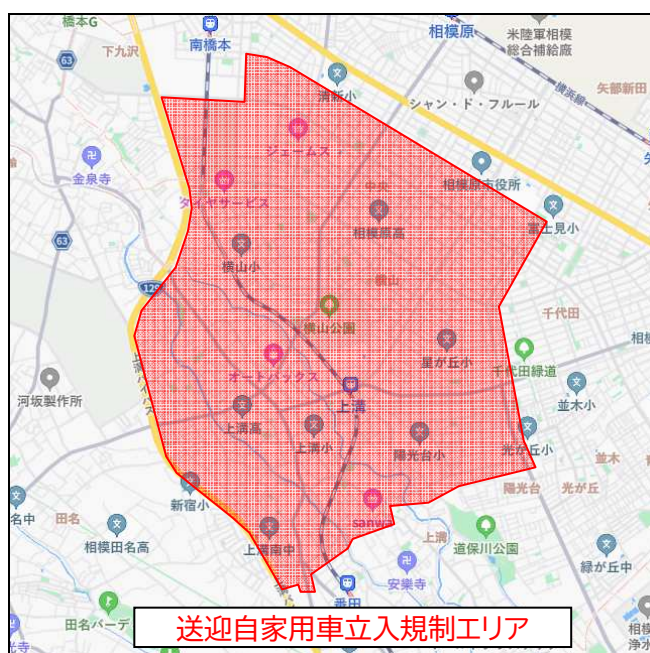 橋本G
南橋本
相模原
米陸軍相模
総合補給廠
下九沢
63
清新小
シャン・ド・フルール
横浜線
矢部新田
ジェームス
金泉寺
中央
相模原市役所
タイヤサービス
富士見小
相模原高
横山小
63
横山
129
千代田
横山公園
星が丘小
千代田緑道
オートバックス
河坂製作所
上溝
並木小
上溝高
上溝小
陽光台小
光が丘小
並木
新宿小
陽光台
光が丘
名中
田名
sanwa
相模田名高
上溝南中
上溝
道保川公園
安樂寺
緑が丘中
番田
田名バーデ
送迎自家用車立入規制エリア